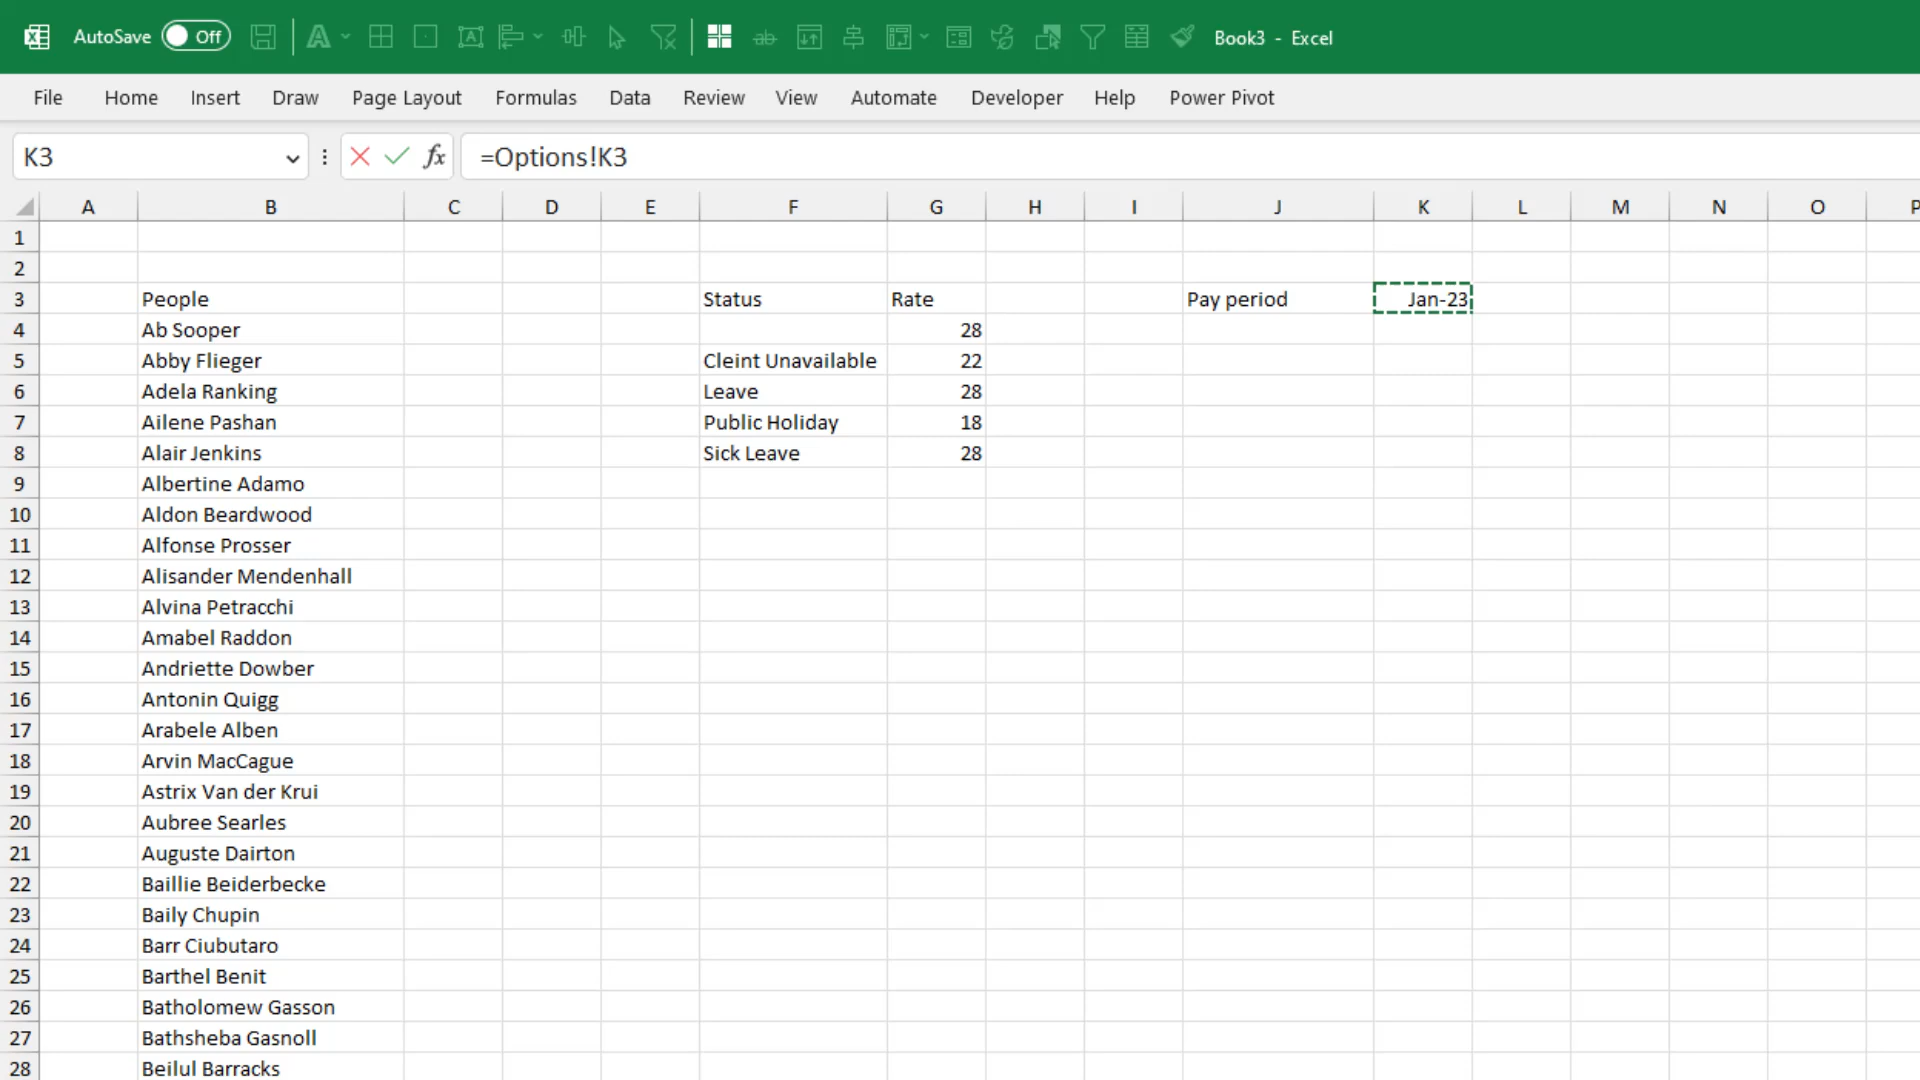 AutoSave Off Book3 - Excel
File Home Insert Draw Page Layout Formulas Data Review View Automate Developer Help Power Pivot
K3 fx =Options!K3
A B C D E F G H I J K L M N O P
1
2
3 People Status Rate Pay period Jan-23
4 Ab Sooper 28
5 Abby Flieger Cleint Unavailable 22
6 Adela Ranking Leave 28
7 Ailene Pashan Public Holiday 18
8 Alair Jenkins Sick Leave 28
9 Albertine Adamo
10 Aldon Beardwood
11 Alfonse Prosser
12 Alisander Mendenhall
13 Alvina Petracchi
14 Amabel Raddon
15 Andriette Dowber
16 Antonin Quigg
17 Arabele Alben
18 Arvin MacCague
19 Astrix Van der Krui
20 Aubree Searles
21 Auguste Dairton
22 Baillie Beiderbecke
23 Baily Chupin
24 Barr Ciubutaro
25 Barthel Benit
26 Batholomew Gasson
27 Bathsheba Gasnoll
28 Beilul Barracks